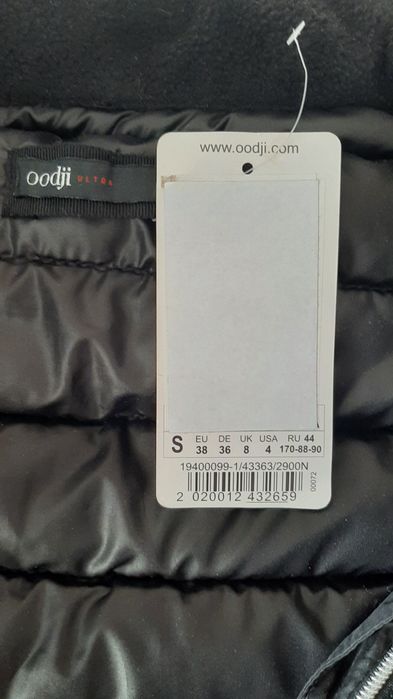 www.oodji.com
oodji ULTRA
S EU DE UK USA RU 44
38 36 8 4 170-88-90
19400099-1/43363/2900N
00072
2 020012 432659